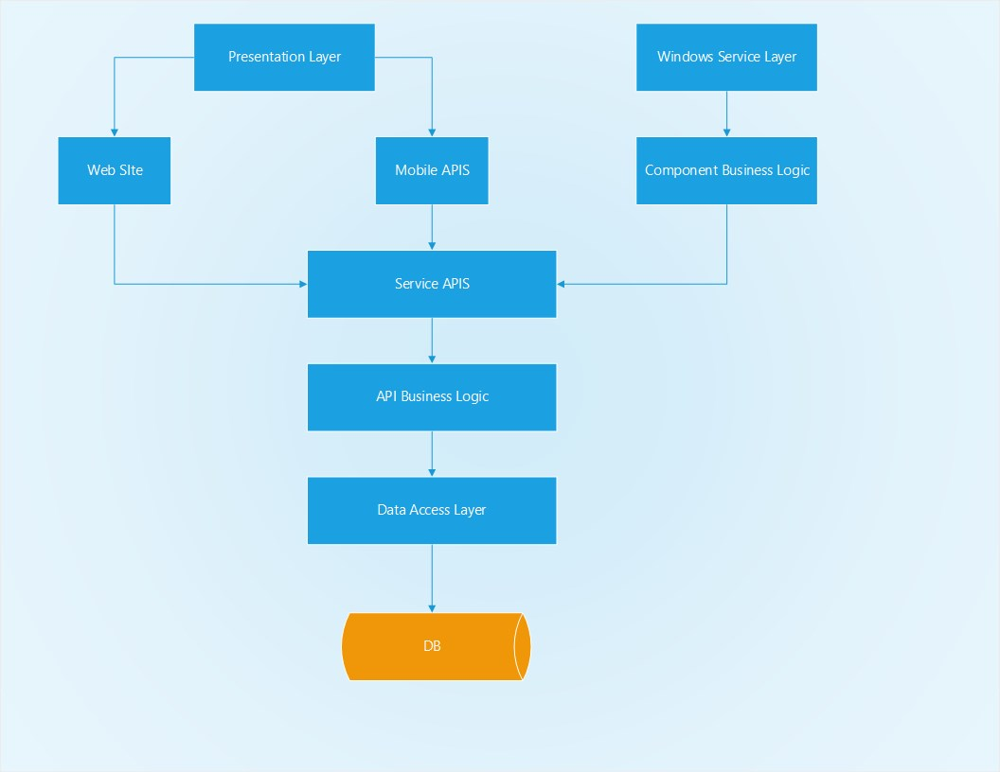 Presentation Layer
Windows Service Layer
Web SIte
Mobile APIS
Component Business Logic
Service APIS
API Business Logic
Data Access Layer
DB